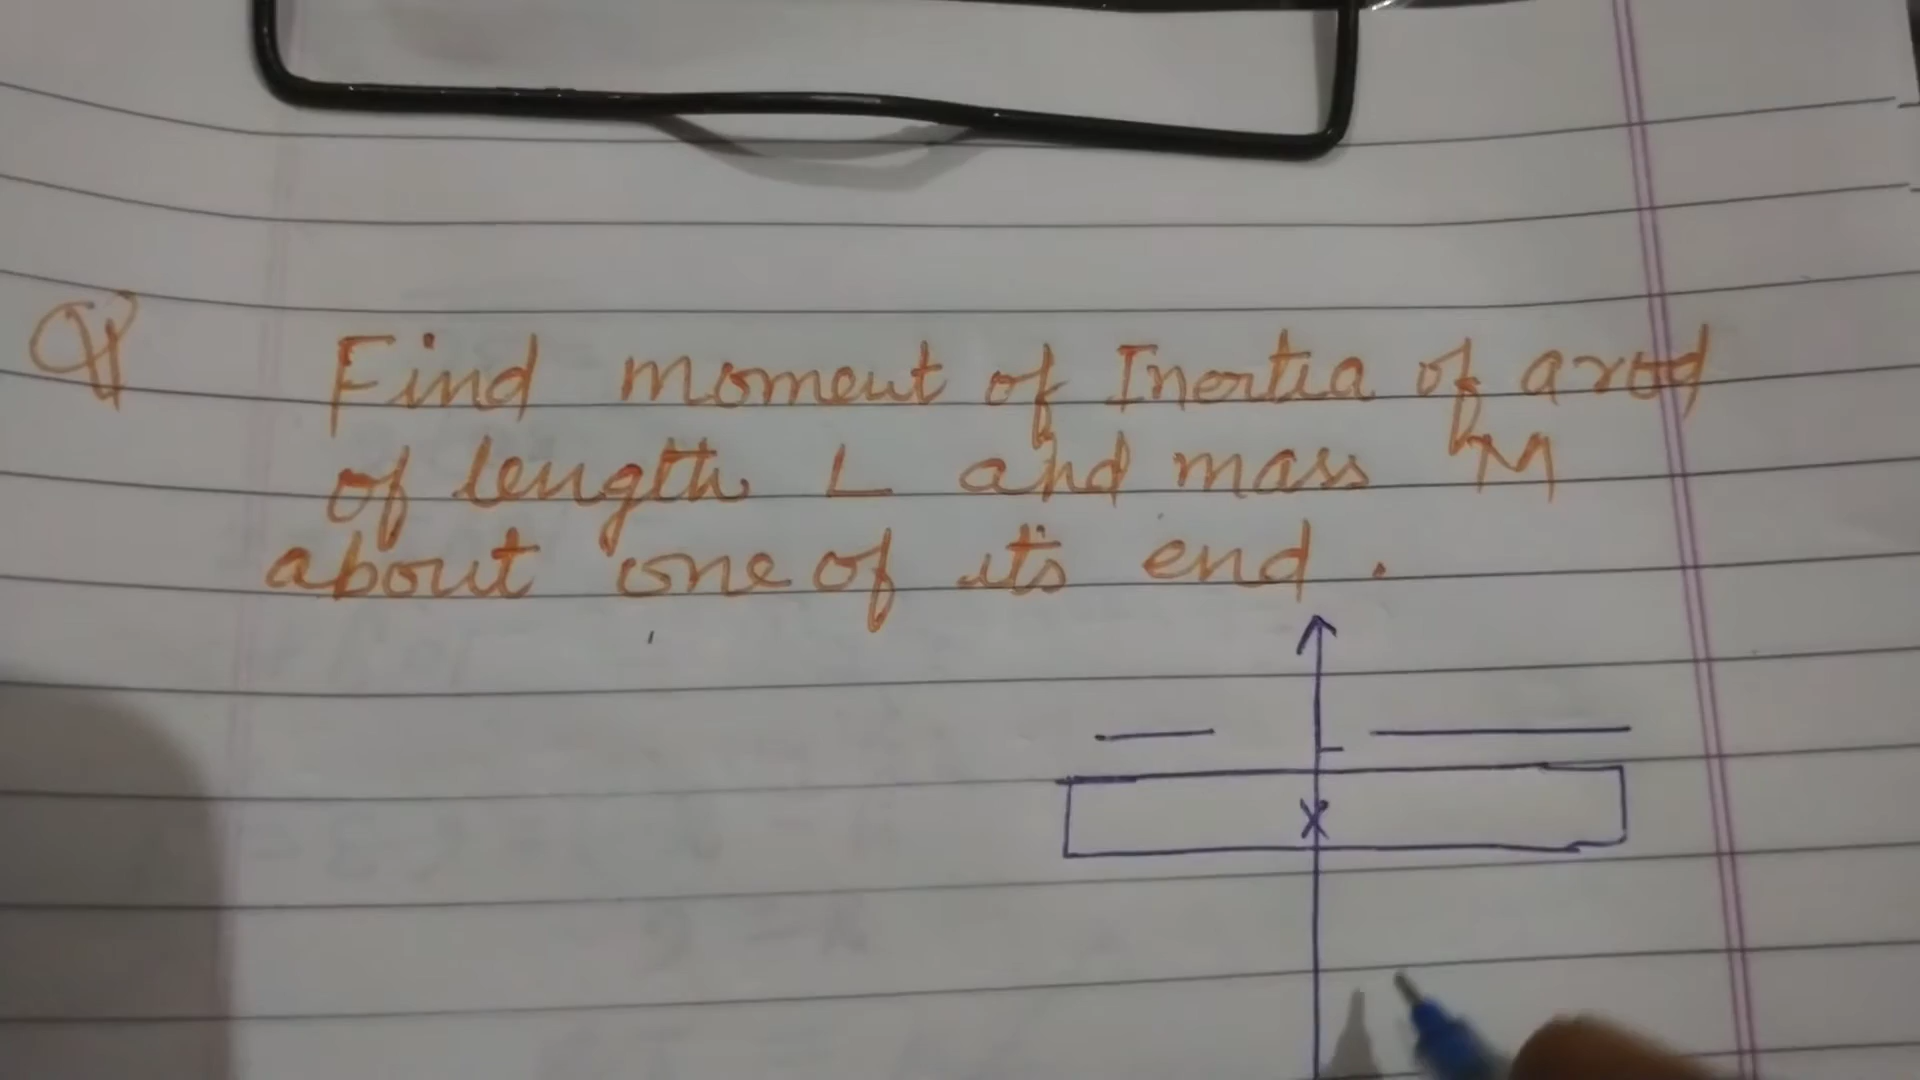 Q Find moment of Inertia of a rod
of length L and mass M
about one of its end.
L
X